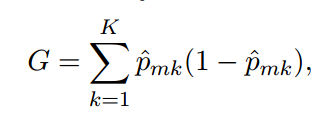 G = \sum_{k=1}^{K} \hat{p}_{mk}(1 - \hat{p}_{mk}),